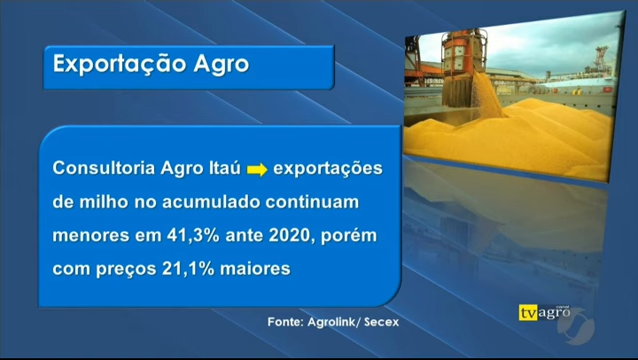 Exportação Agro
Consultoria Agro Itaú ➡ exportações
de milho no acumulado continuam
menores em 41,3% ante 2020, porém
com preços 21,1% maiores
Fonte: Agrolink/ Secex
tvagro